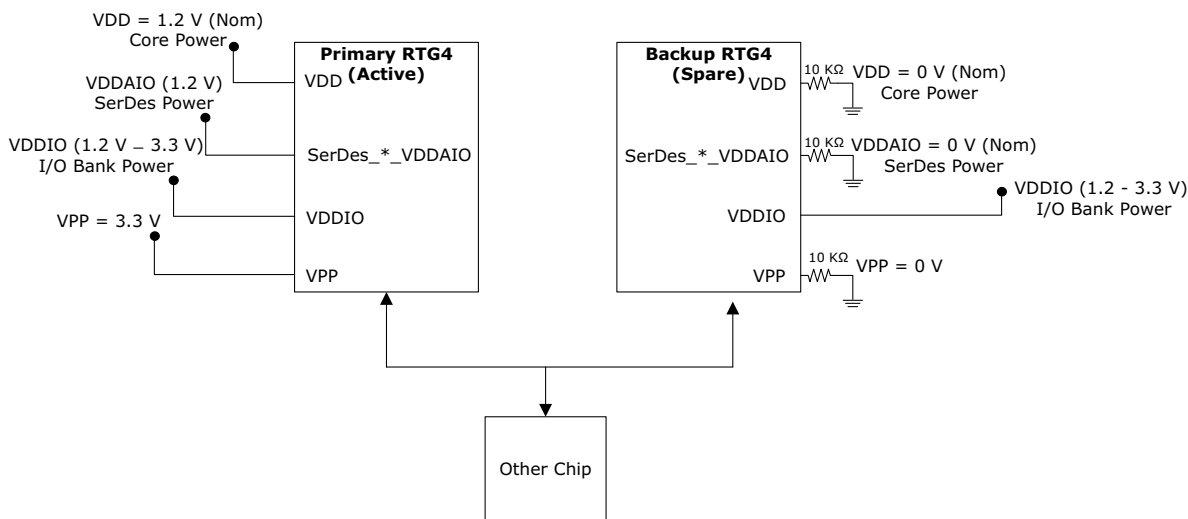 VDD = 1.2 V (Nom)
Core Power
VDDAIO (1.2 V)
SerDes Power
VDDIO (1.2 V – 3.3 V)
I/O Bank Power
VPP = 3.3 V
Primary RTG4
(Active)
VDD
SerDes_*_VDDAIO
VDDIO
VPP
Backup RTG4
(Spare)
VDD
SerDes_*_VDDAIO
VDDIO
VPP
10 KΩ
VDD = 0 V (Nom)
Core Power
10 KΩ
VDDAIO = 0 V (Nom)
SerDes Power
VDDIO (1.2 - 3.3 V)
I/O Bank Power
10 KΩ
VPP = 0 V
Other Chip